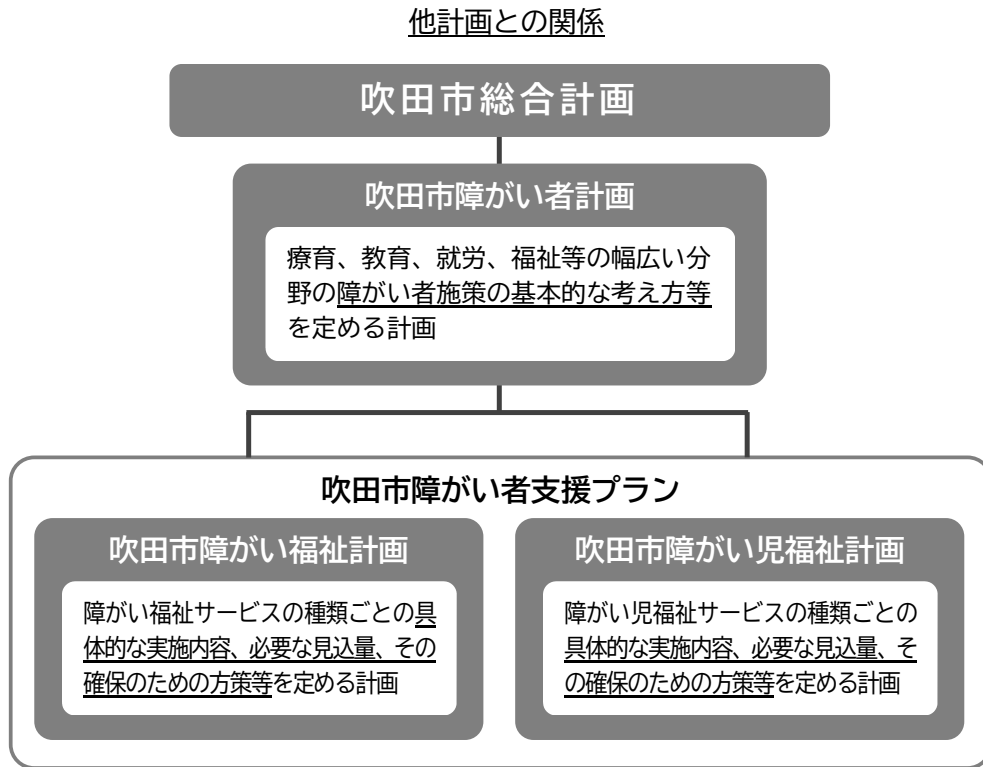 他計画との関係
吹田市総合計画
吹田市障がい者計画
療育、教育、就労、福祉等の幅広い分
野の障がい者施策の基本的な考え方等
を定める計画
吹田市障がい者支援プラン
吹田市障がい福祉計画
障がい福祉サービスの種類ごとの具
体的な実施内容、必要な見込量、その
確保のための方策等を定める計画
吹田市障がい児福祉計画
障がい児福祉サービスの種類ごとの
具体的な実施内容、必要な見込量、そ
の確保のための方策等を定める計画